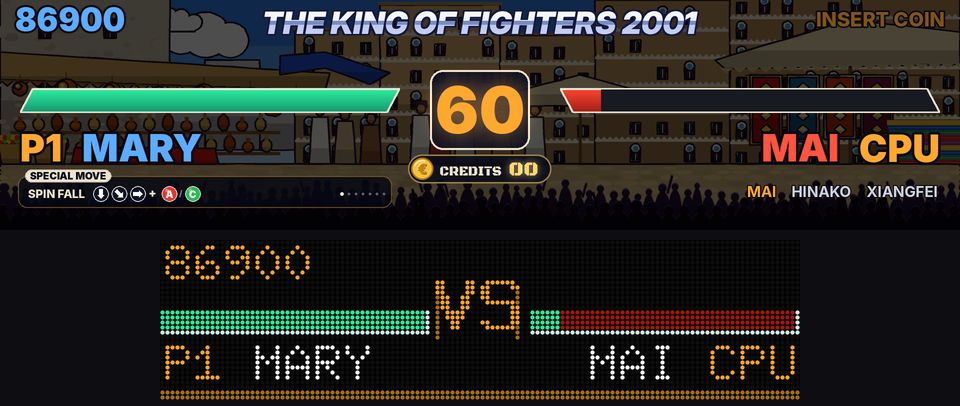 86900 THE KING OF FIGHTERS 2001 INSERT COIN
60
P1 MARY MAI CPU
CREDITS 00
SPECIAL MOVE
SPIN FALL + A / C
MAI HINAKO XIANGFEI
86900
VS
P1 MARY MAI CPU